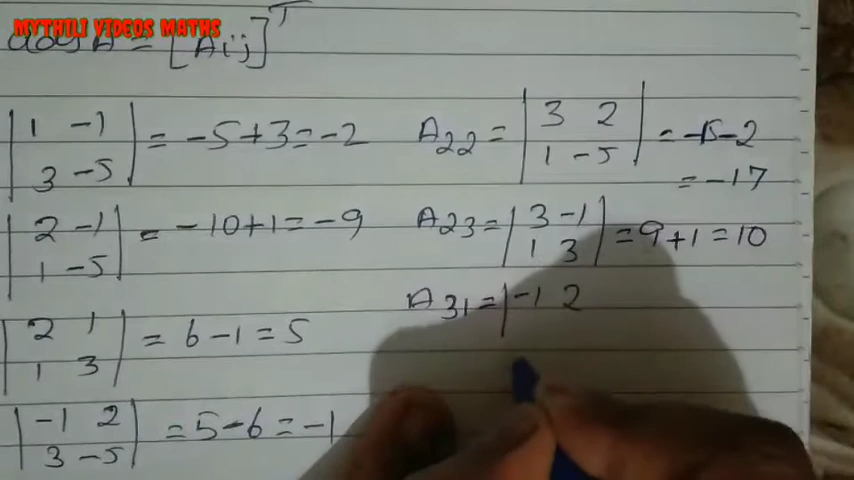 MYTHILI VIDEOS MATHS
adj A = [Aij]^T
|1 -1| = -5+3=-2
|3 -5|
|2 -1| = -10+1=-9
|1 -5|
|2 1| = 6-1=5
|1 3|
|-1 2| =5-6=-1
|3 -5|
A22= |3 2| = -15-2
|1 -5| = -17
A23= |3 -1| =9+1=10
|1 3|
A31= |-1 2